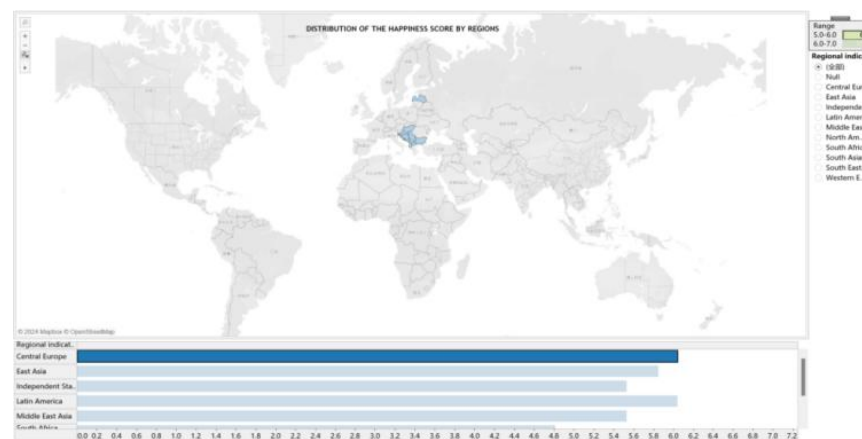 DISTRIBUTION OF THE HAPPINESS SCORE BY REGIONS
Range
5.0-6.0
6.0-7.0
Regional indic
(全部)
Null
Central Eur
East Asia
Independe
Latin Amer
Middle Eas
North Am..
South Afric
South Asia
South East
Western E.
© 2024 Mapbox © OpenStreetMap
Regional indicat..
Central Europe
East Asia
Independent Sta..
Latin America
Middle East Asia
South Africa
0.0 0.2 0.4 0.6 0.8 1.0 1.2 1.4 1.6 1.8 2.0 2.2 2.4 2.6 2.8 3.0 3.2 3.4 3.6 3.8 4.0 4.2 4.4 4.6 4.8 5.0 5.2 5.4 5.6 5.8 6.0 6.2 6.4 6.6 6.8 7.0 7.2